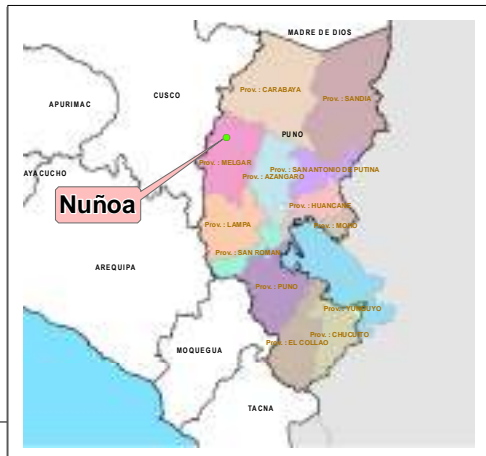 MADRE DE DIOS
CUSCO
Prov. : CARABAYA
Prov. : SANDIA
APURIMAC
PUNO
Prov. : MELGAR
Prov. : SAN ANTONIO DE PUTINA
AYACUCHO
Prov. : AZANGARO
Nuñoa
Prov. : HUANCANE
Prov. : LAMPA
Prov. : MOHO
Prov. : SAN ROMAN
AREQUIPA
Prov. : PUNO
Prov. : YUNGUYO
Prov. : CHUCUITO
Prov. : EL COLLAO
MOQUEGUA
TACNA